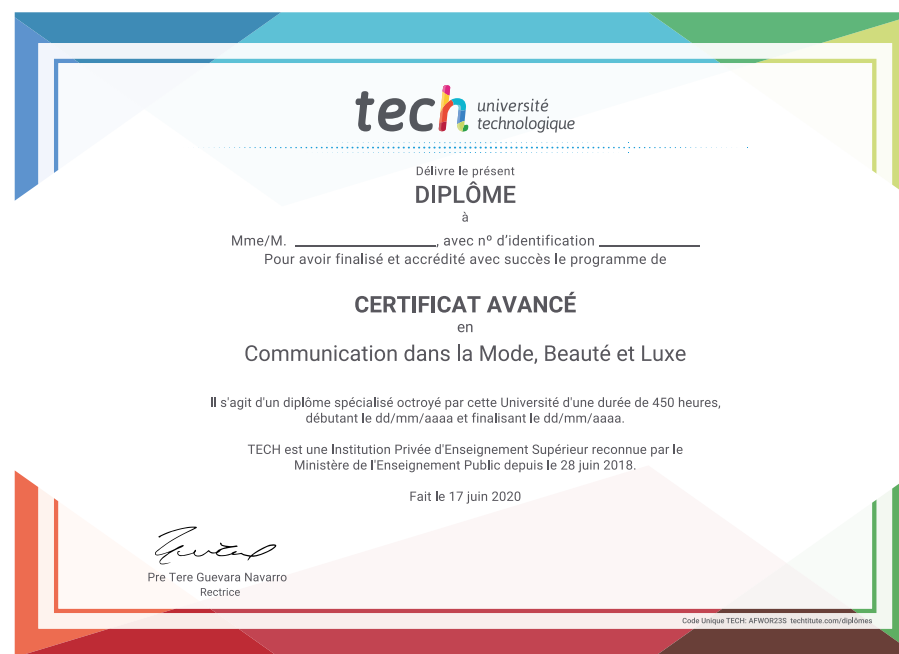 tech université
technologique
Délivre le présent
DIPLÔME
à
Mme/M. ____________, avec nº d'identification ____________
Pour avoir finalisé et accrédité avec succès le programme de
CERTIFICAT AVANCÉ
en
Communication dans la Mode, Beauté et Luxe
Il s'agit d'un diplôme spécialisé octroyé par cette Université d'une durée de 450 heures,
débutant le dd/mm/aaaa et finalisant le dd/mm/aaaa.
TECH est une Institution Privée d'Enseignement Supérieur reconnue par le
Ministère de l'Enseignement Public depuis le 28 juin 2018.
Fait le 17 juin 2020
Pre Tere Guevara Navarro
Rectrice
Code Unique TECH: AFWOR23S techtitute.com/diplômes